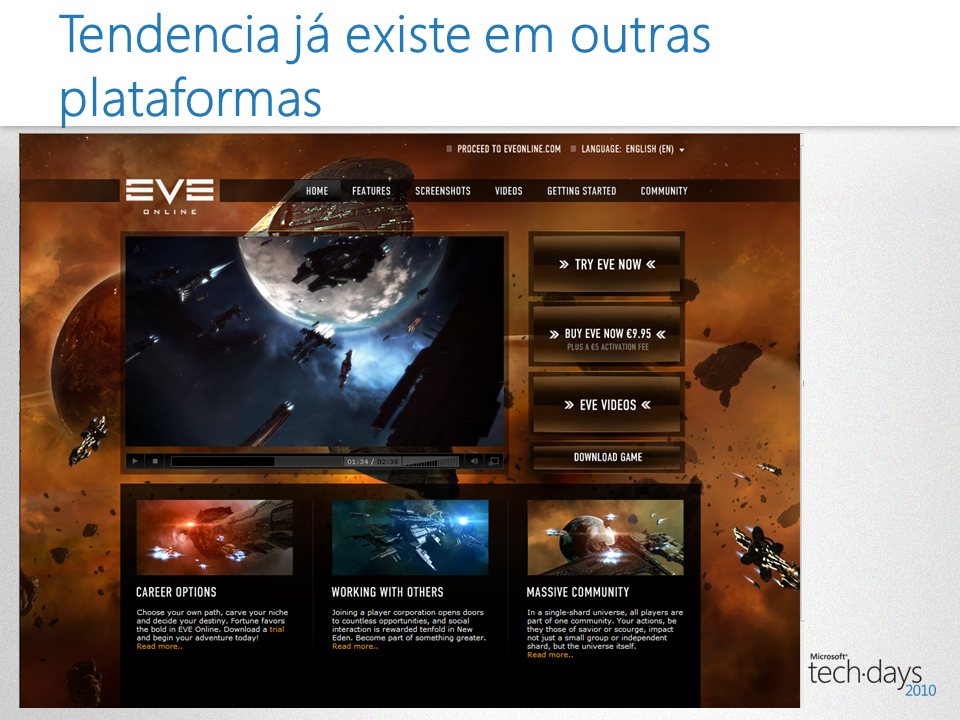 Tendencia já existe em outras
plataformas
PROCEED TO EVEONLINE.COM LANGUAGE: ENGLISH (EN)
EVE
ONLINE
HOME FEATURES SCREENSHOTS VIDEOS GETTING STARTED COMMUNITY
» TRY EVE NOW «
» BUY EVE NOW €9.95 «
PLUS A €5 ACTIVATION FEE
» EVE VIDEOS «
DOWNLOAD GAME
01:34 / 02:38
CAREER OPTIONS
Choose your own path, carve your niche
and decide your destiny. Fortune favors
the bold in EVE Online. Download a trial
and begin your adventure today!
Read more..
WORKING WITH OTHERS
Joining a player corporation opens doors
to countless opportunities, and social
interaction is rewarded tenfold in New
Eden. Become part of something greater.
Read more..
MASSIVE COMMUNITY
In a single-shard universe, all players are
part of one community. Your actions, be
they those of savior or scourge, impact
not just a small group or independent
shard, but the universe itself.
Read more..
Microsoft®
tech·days
2010